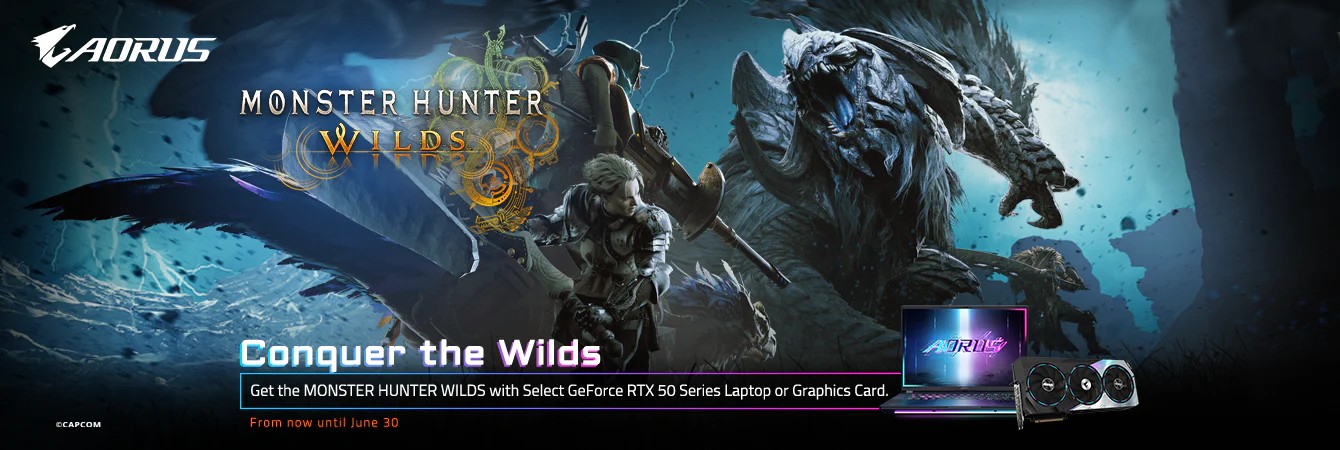 AORUS
MONSTER HUNTER
WILDS
Conquer the Wilds
Get the MONSTER HUNTER WILDS with Select GeForce RTX 50 Series Laptop or Graphics Card.
AORUS
From now until June 30
©CAPCOM